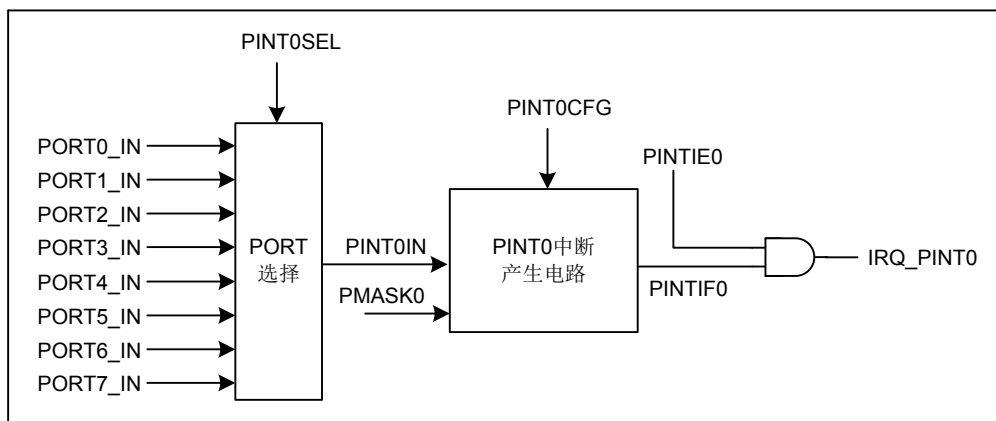 PINT0SEL
PINT0CFG
PINTIE0
PORT0_IN
PORT1_IN
PORT2_IN
PORT3_IN
PORT4_IN
PORT5_IN
PORT6_IN
PORT7_IN
PORT
选择
PINT0IN
PMASK0
PINT0中断
产生电路
PINTIF0
IRQ_PINT0